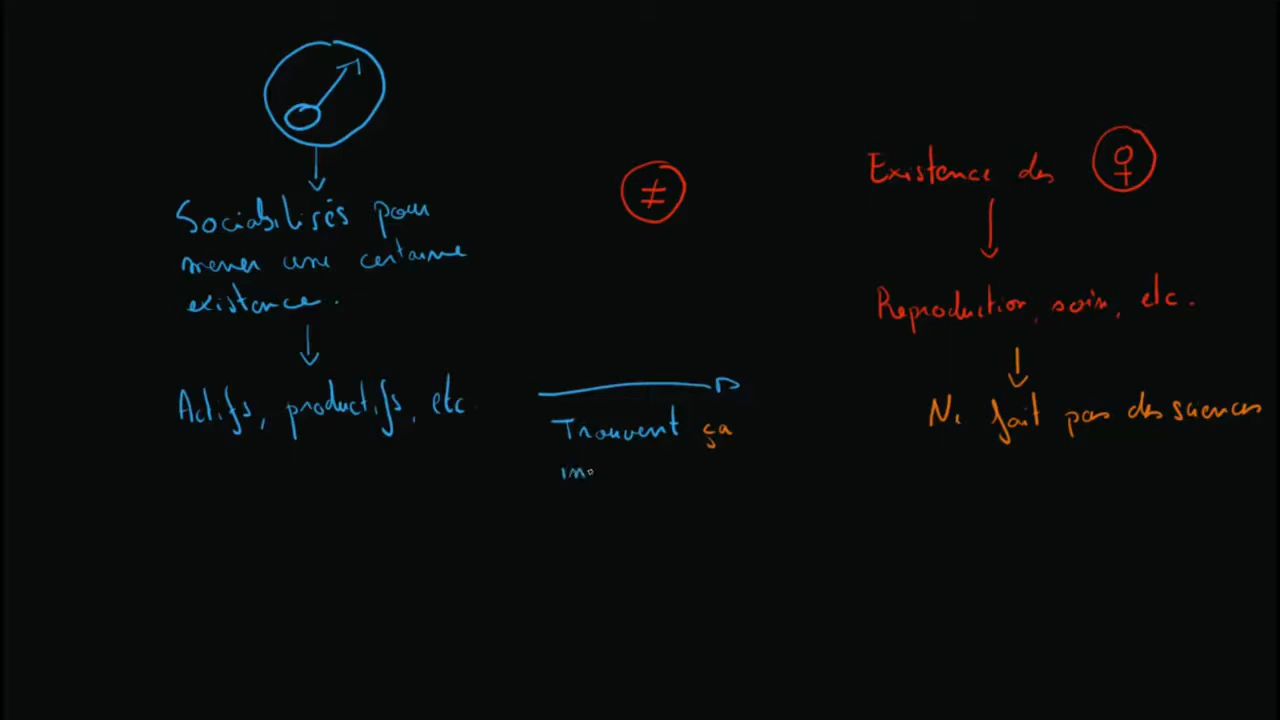 Sociabilisés pour
mener une certaine
existence.
Actifs, productifs, etc.
≠
Trouvent ça
in
Existence des ♀
Reproduction, soin, etc.
Ne fait pas des sciences